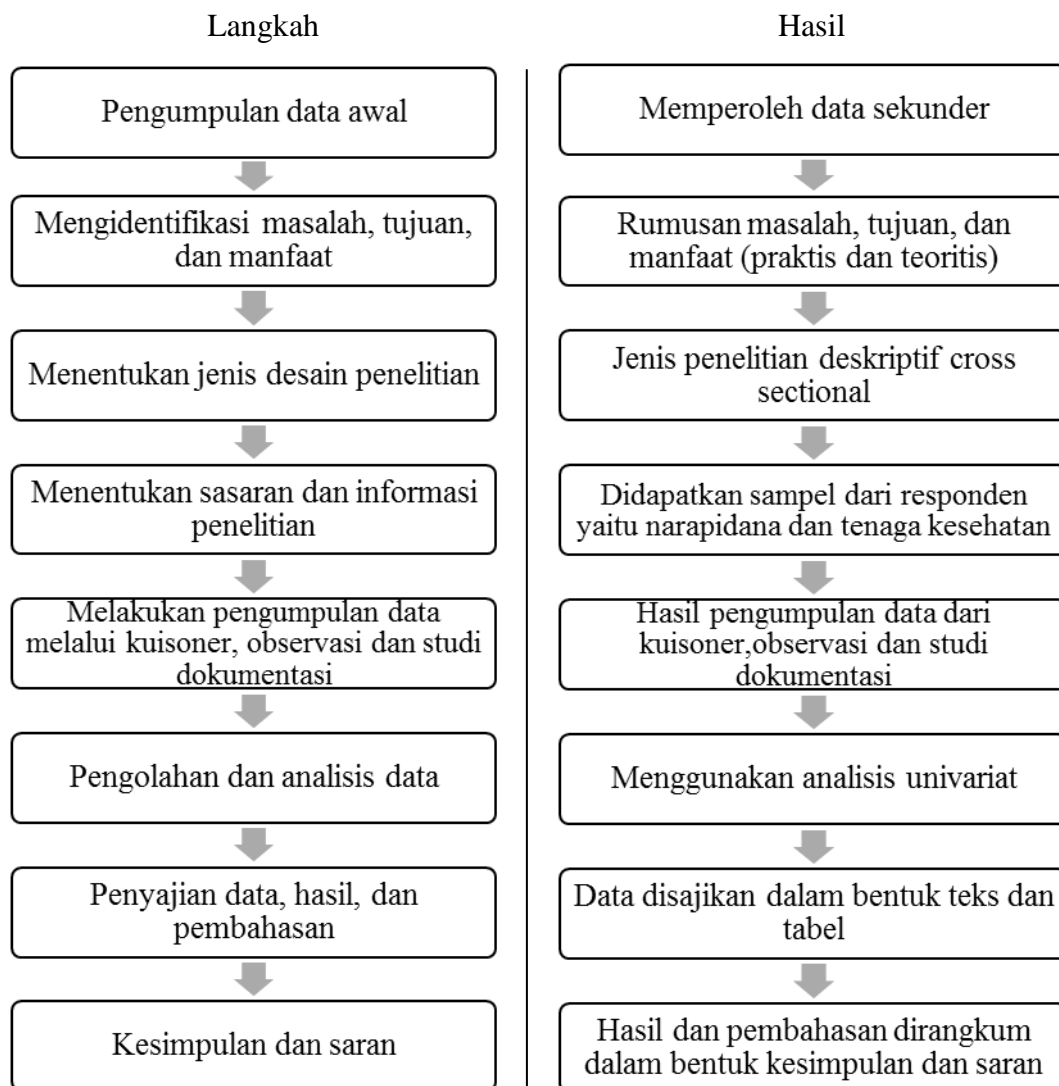 Langkah
Pengumpulan data awal
Mengidentifikasi masalah, tujuan,
dan manfaat
Menentukan jenis desain penelitian
Menentukan sasaran dan informasi
penelitian
Melakukan pengumpulan data
melalui kuisoner, observasi dan studi
dokumentasi
Pengolahan dan analisis data
Penyajian data, hasil, dan
pembahasan
Kesimpulan dan saran
Hasil
Memperoleh data sekunder
Rumusan masalah, tujuan, dan
manfaat (praktis dan teoritis)
Jenis penelitian deskriptif cross
sectional
Didapatkan sampel dari responden
yaitu narapidana dan tenaga kesehatan
Hasil pengumpulan data dari
kuisoner,observasi dan studi
dokumentasi
Menggunakan analisis univariat
Data disajikan dalam bentuk teks dan
tabel
Hasil dan pembahasan dirangkum
dalam bentuk kesimpulan dan saran